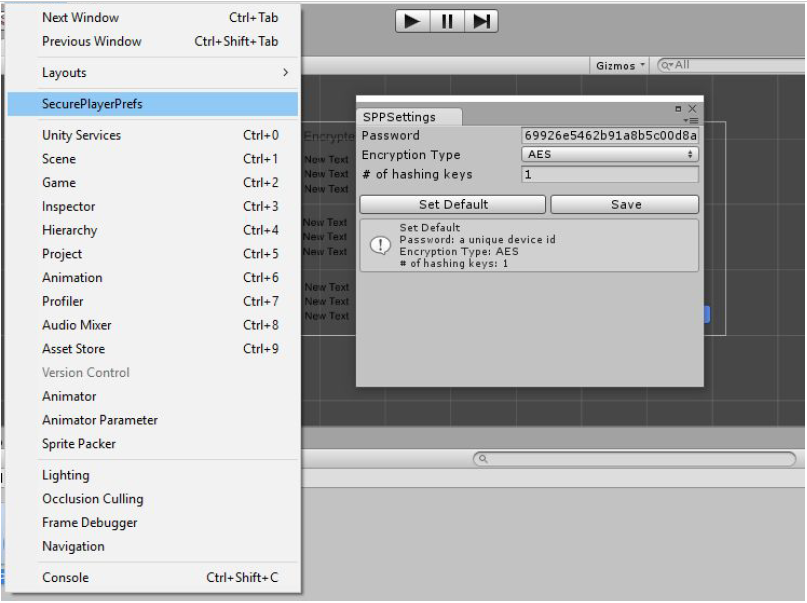 Next Window Ctrl+Tab
Previous Window Ctrl+Shift+Tab
Layouts
SecurePlayerPrefs
Unity Services Ctrl+0
Scene Ctrl+1
Game Ctrl+2
Inspector Ctrl+3
Hierarchy Ctrl+4
Project Ctrl+5
Animation Ctrl+6
Profiler Ctrl+7
Audio Mixer Ctrl+8
Asset Store Ctrl+9
Version Control
Animator
Animator Parameter
Sprite Packer
Lighting
Occlusion Culling
Frame Debugger
Navigation
Console Ctrl+Shift+C
Gizmos
All
Encrypte
New Text
New Text
New Text
New Text
New Text
New Text
New Text
New Text
New Text
SPPSettings
Password 69926e5462b91a8b5c00d8a
Encryption Type AES
# of hashing keys 1
Set Default Save
Set Default
Password: a unique device id
Encryption Type: AES
# of hashing keys: 1